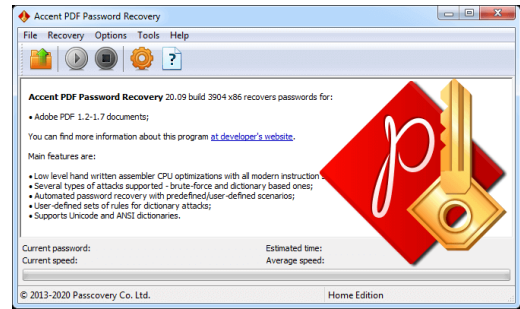 Accent PDF Password Recovery
File Recovery Options Tools Help
Accent PDF Password Recovery 20.09 build 3904 x86 recovers passwords for:
• Adobe PDF 1.2-1.7 documents;
You can find more information about this program at developer's website.
Main features are:
• Low level hand written assembler CPU optimizations with all modern instruction
• Several types of attacks supported - brute-force and dictionary based ones;
• Automated password recovery with predefined/user-defined scenarios;
• User-defined sets of rules for dictionary attacks;
• Supports Unicode and ANSI dictionaries.
Current password: Estimated time:
Current speed: Average speed:
© 2013-2020 Passcovery Co. Ltd. Home Edition